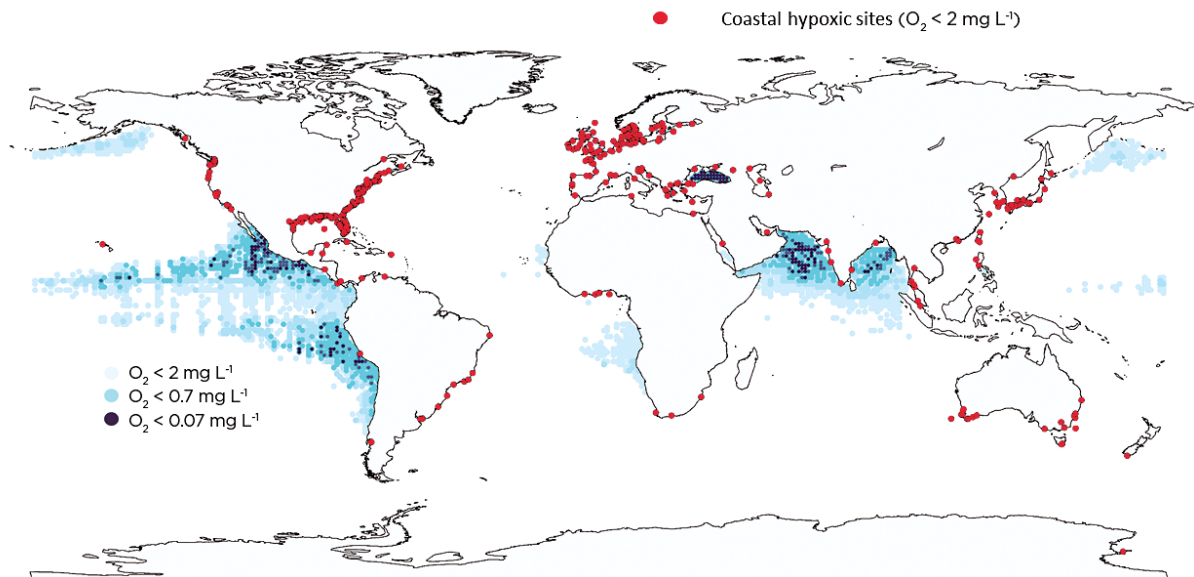 Coastal hypoxic sites (O₂ < 2 mg L⁻¹)
O₂ < 2 mg L⁻¹
O₂ < 0.7 mg L⁻¹
O₂ < 0.07 mg L⁻¹